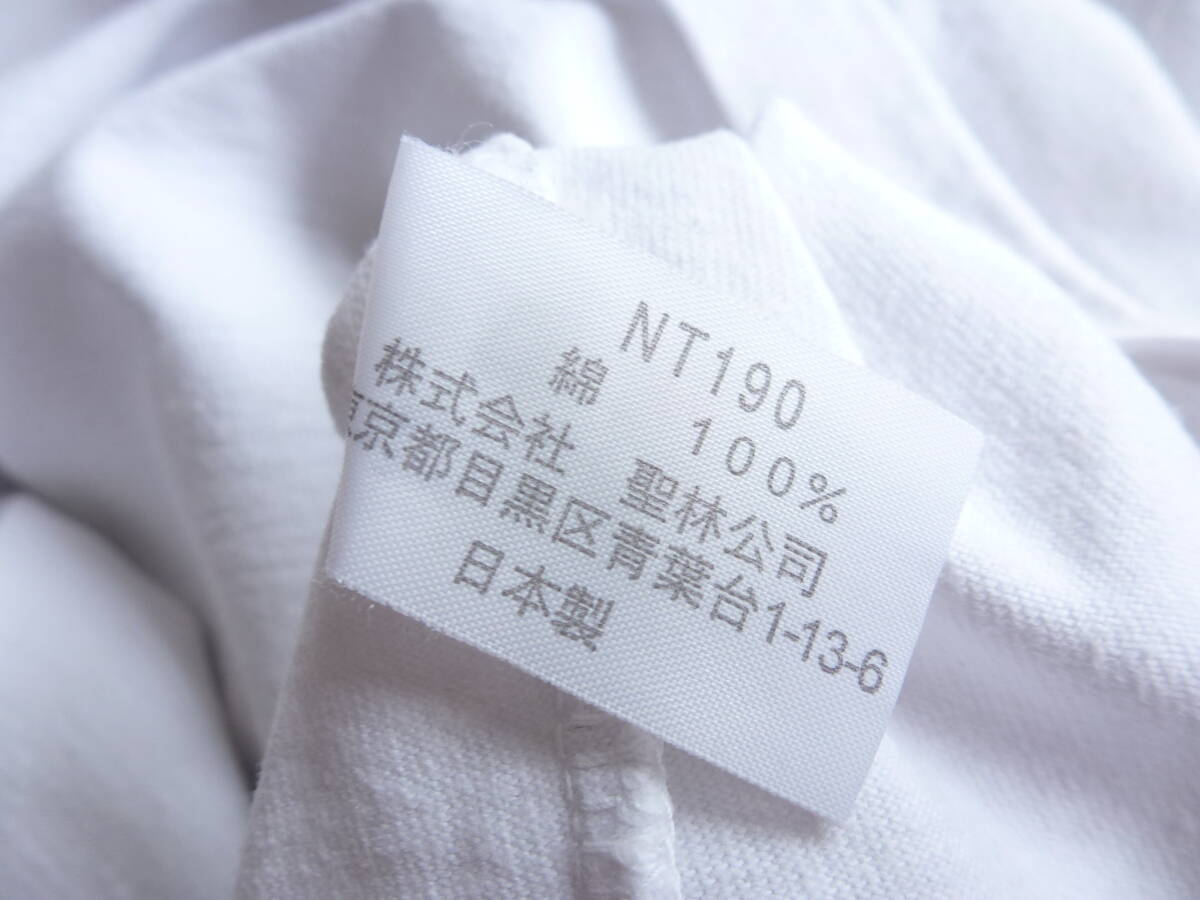 NT190
綿 100%
株式会社 聖林公司
東京都目黒区青葉台1-13-6
日本製